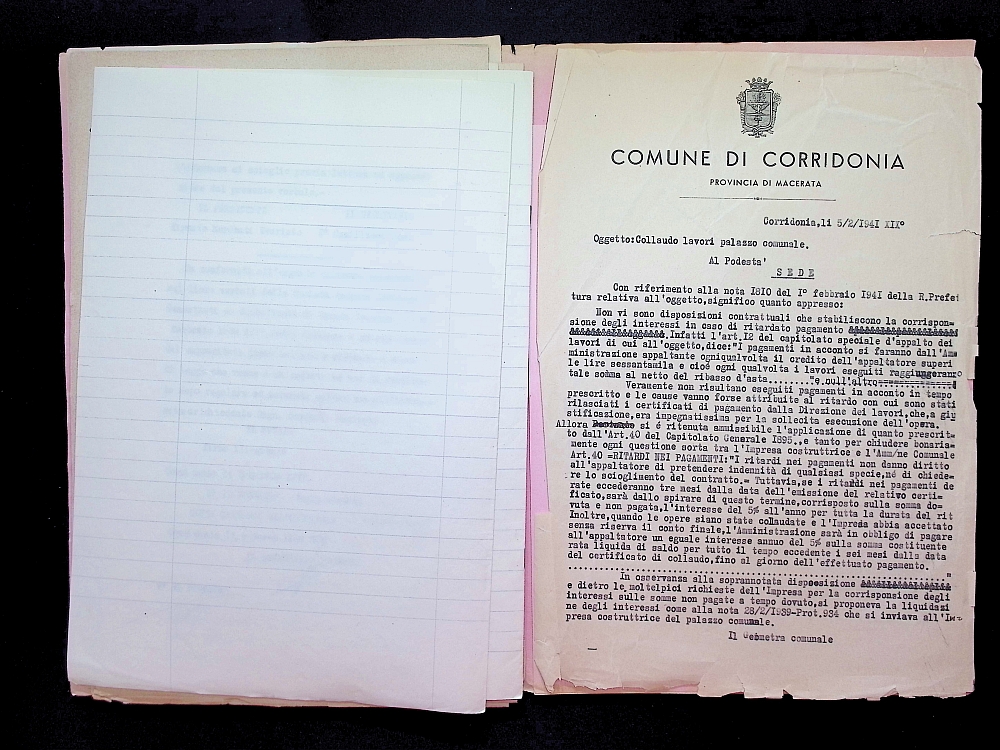 COMUNE DI CORRIDONIA
PROVINCIA DI MACERATA
Corridonia,li 5/2/1941 XIX°
Oggetto:Collaudo lavori palazzo comunale.
Al Podesta'
SEDE
Con riferimento alla nota I8IO del I° febbraio I94I della R.Prefet
tura relativa all'oggetto,significo quanto appresso:
Non vi sono disposizioni contrattuali che stabiliscono la corrispon=
sione degli interessi in caso di ritardato pagamento
.Infatti l'art.I2 del capitolato speciale d'appalto dei
lavori di cui all'oggetto,dice:"I pagamenti in acconto si faranno dall'Am=
ministrazione appaltante ogniqualvolta il credito dell'appaltatore superi
le lire sessantamila e cioé ogni qualvolta i lavori eseguiti raggiungeranno
tale somma al netto del ribasso d'asta........"e null'altro
Veramente non risultano eseguiti pagamenti in acconto in tempo
prescritto e le cause vanno forse attribuite al ritardo con cui sono stati
rilasciati i certificati di pagamento dalla Direzione dei lavori,che,a giu
stificazione,era impegnatissima per la sollecita esecuzione dell'opera.
Allora si é ritenuta ammissibile l'applicazione di quanto prescrit=
to dall'Art.40 del Capitolato Generale I895.,e tanto per chiudere bonaria=
mente ogni questione sorta tra l'Impresa costruttrice e l'Amm/ne Comunale
Art.40 =RITARDI NEI PAGAMENTI:"I ritardi nei pagamenti non danno diritto
all'appaltatore di pretendere indennità di qualsiasi specie,né di chiede=
re lo scioglimento del contratto.= Tuttavia,se i ritardi nei pagamenti de
rate eccederanno tre mesi dalla data dell'emissione del relativo certi=
ficato,sarà dallo spirare di questo termine,corrisposto sulla somma do=
vuta e non pagata,l'interesse del 5% all'anno per tutta la durata del rit
Inoltre,quando le opere siano state collaudate e l'Impresa abbia accettato
senza riserva il conto finale,l'Amministrazione sarà in obbligo di pagare
all'appaltatore un eguale interesse annuo del 5% sulla somma costituente
rata liquida di saldo per tutto il tempo eccedente i sei mesi dalla data
del certificato di collaudo,fino al giorno dell'effettuato pagamento.
"
In osservanza alla soprannotata disposizione
e dietro le moltelpici richieste dell'Impresa per la corrisponsione degli
interessi sulle somme non pagate a tempo dovuto,si proponeva la liquidazi
ne degli interessi come alla nota 28/2/I939-Prot.934 che si inviava all'Im=
presa costruttrice del palazzo comunale.
Il Geometra comunale